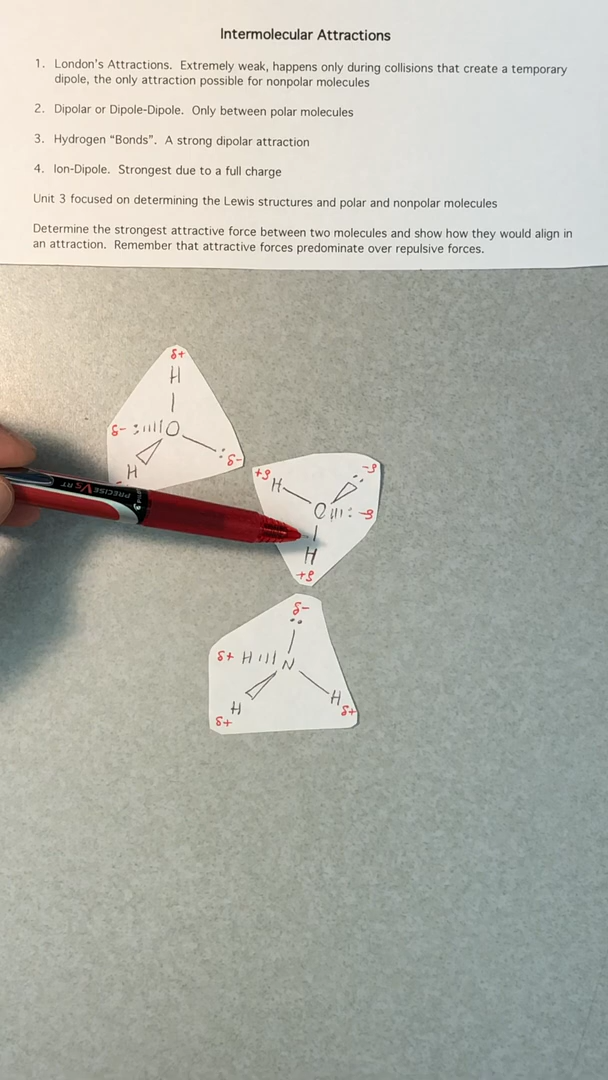 Intermolecular Attractions
1. London's Attractions. Extremely weak, happens only during collisions that create a temporary
dipole, the only attraction possible for nonpolar molecules
2. Dipolar or Dipole-Dipole. Only between polar molecules
3. Hydrogen "Bonds". A strong dipolar attraction
4. Ion-Dipole. Strongest due to a full charge
Unit 3 focused on determining the Lewis structures and polar and nonpolar molecules
Determine the strongest attractive force between two molecules and show how they would align in
an attraction. Remember that attractive forces predominate over repulsive forces.
δ+
H
δ- O
δ-
H
PRECISE V5 RT
δ+ δ-
H
O δ-
H
δ+
δ-
δ+ H N
H H
δ+ δ+